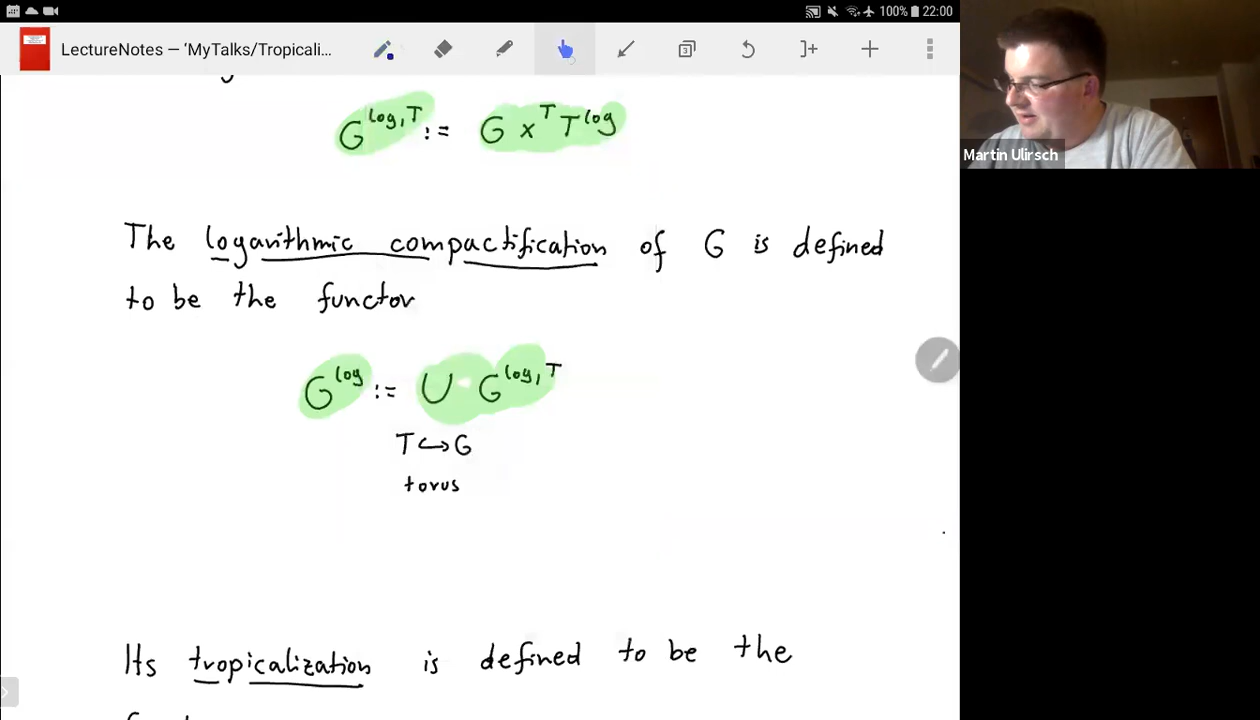 100% 22:00
LectureNotes — ‘MyTalks/Tropicali...
G^{log,T} := G ×^T T^{log}
The logarithmic compactification of G is defined
to be the functor
G^{log} := ∪ G^{log,T}
T ↪ G
torus
Its tropicalization is defined to be the
Martin Ulirsch